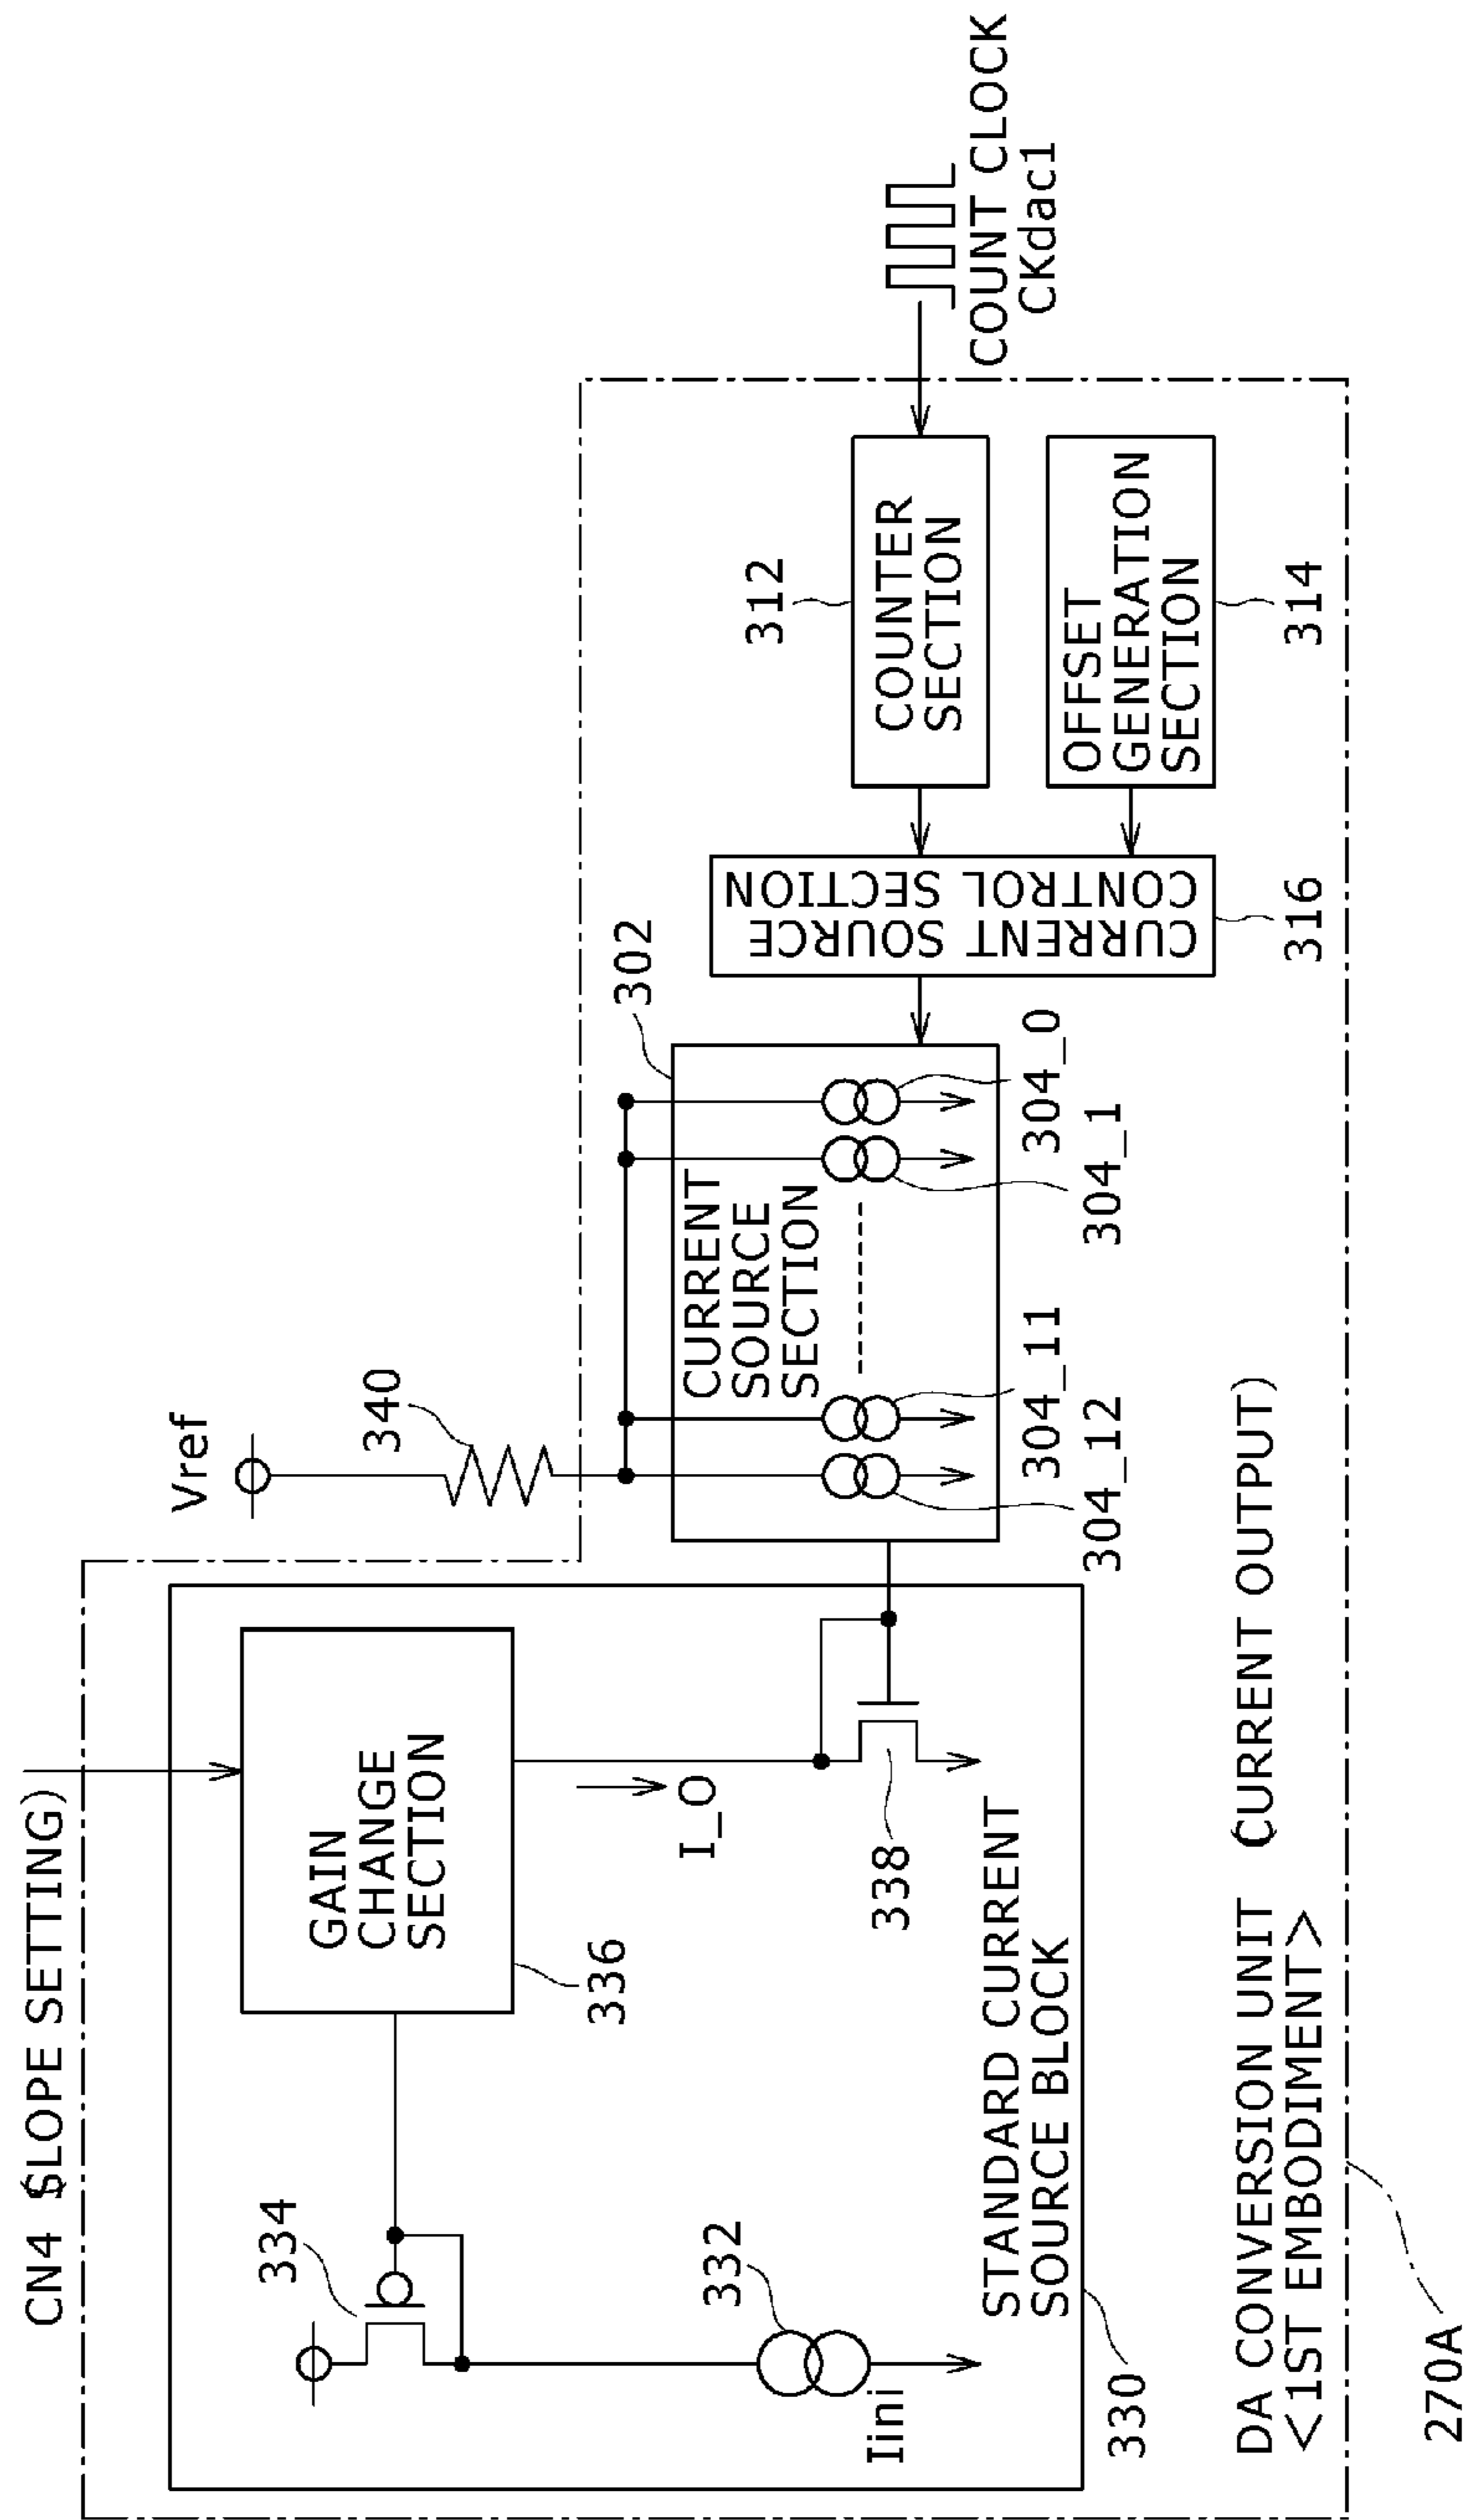 CN4 (SLOPE SETTING)
Vref
340
334
GAIN
CHANGE
SECTION
336
I_O
332
Iini
338
STANDARD CURRENT
SOURCE BLOCK
330
302
CURRENT
SOURCE
SECTION
304_12
304_11
304_1
304_0
CURRENT SOURCE
CONTROL SECTION
316
312
COUNTER
SECTION
OFFSET
GENERATION
SECTION
314
COUNT CLOCK
CKdac1
DA CONVERSION UNIT (CURRENT OUTPUT)
<1ST EMBODIMENT>
270A